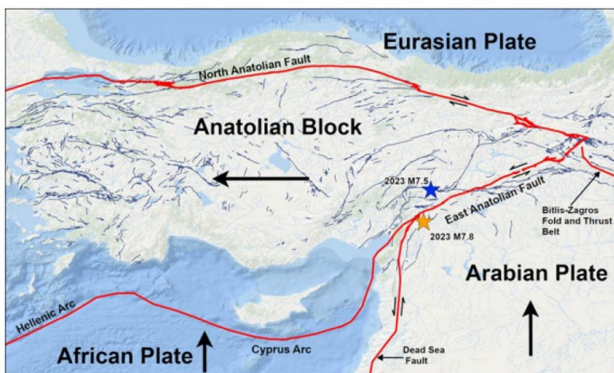 Eurasian Plate
North Anatolian Fault
Anatolian Block
2023 M7.5
East Anatolian Fault
2023 M7.8
Bitlis-Zagros
Fold and Thrust
Belt
Arabian Plate
Hellenic Arc
African Plate
Cyprus Arc
Dead Sea
Fault